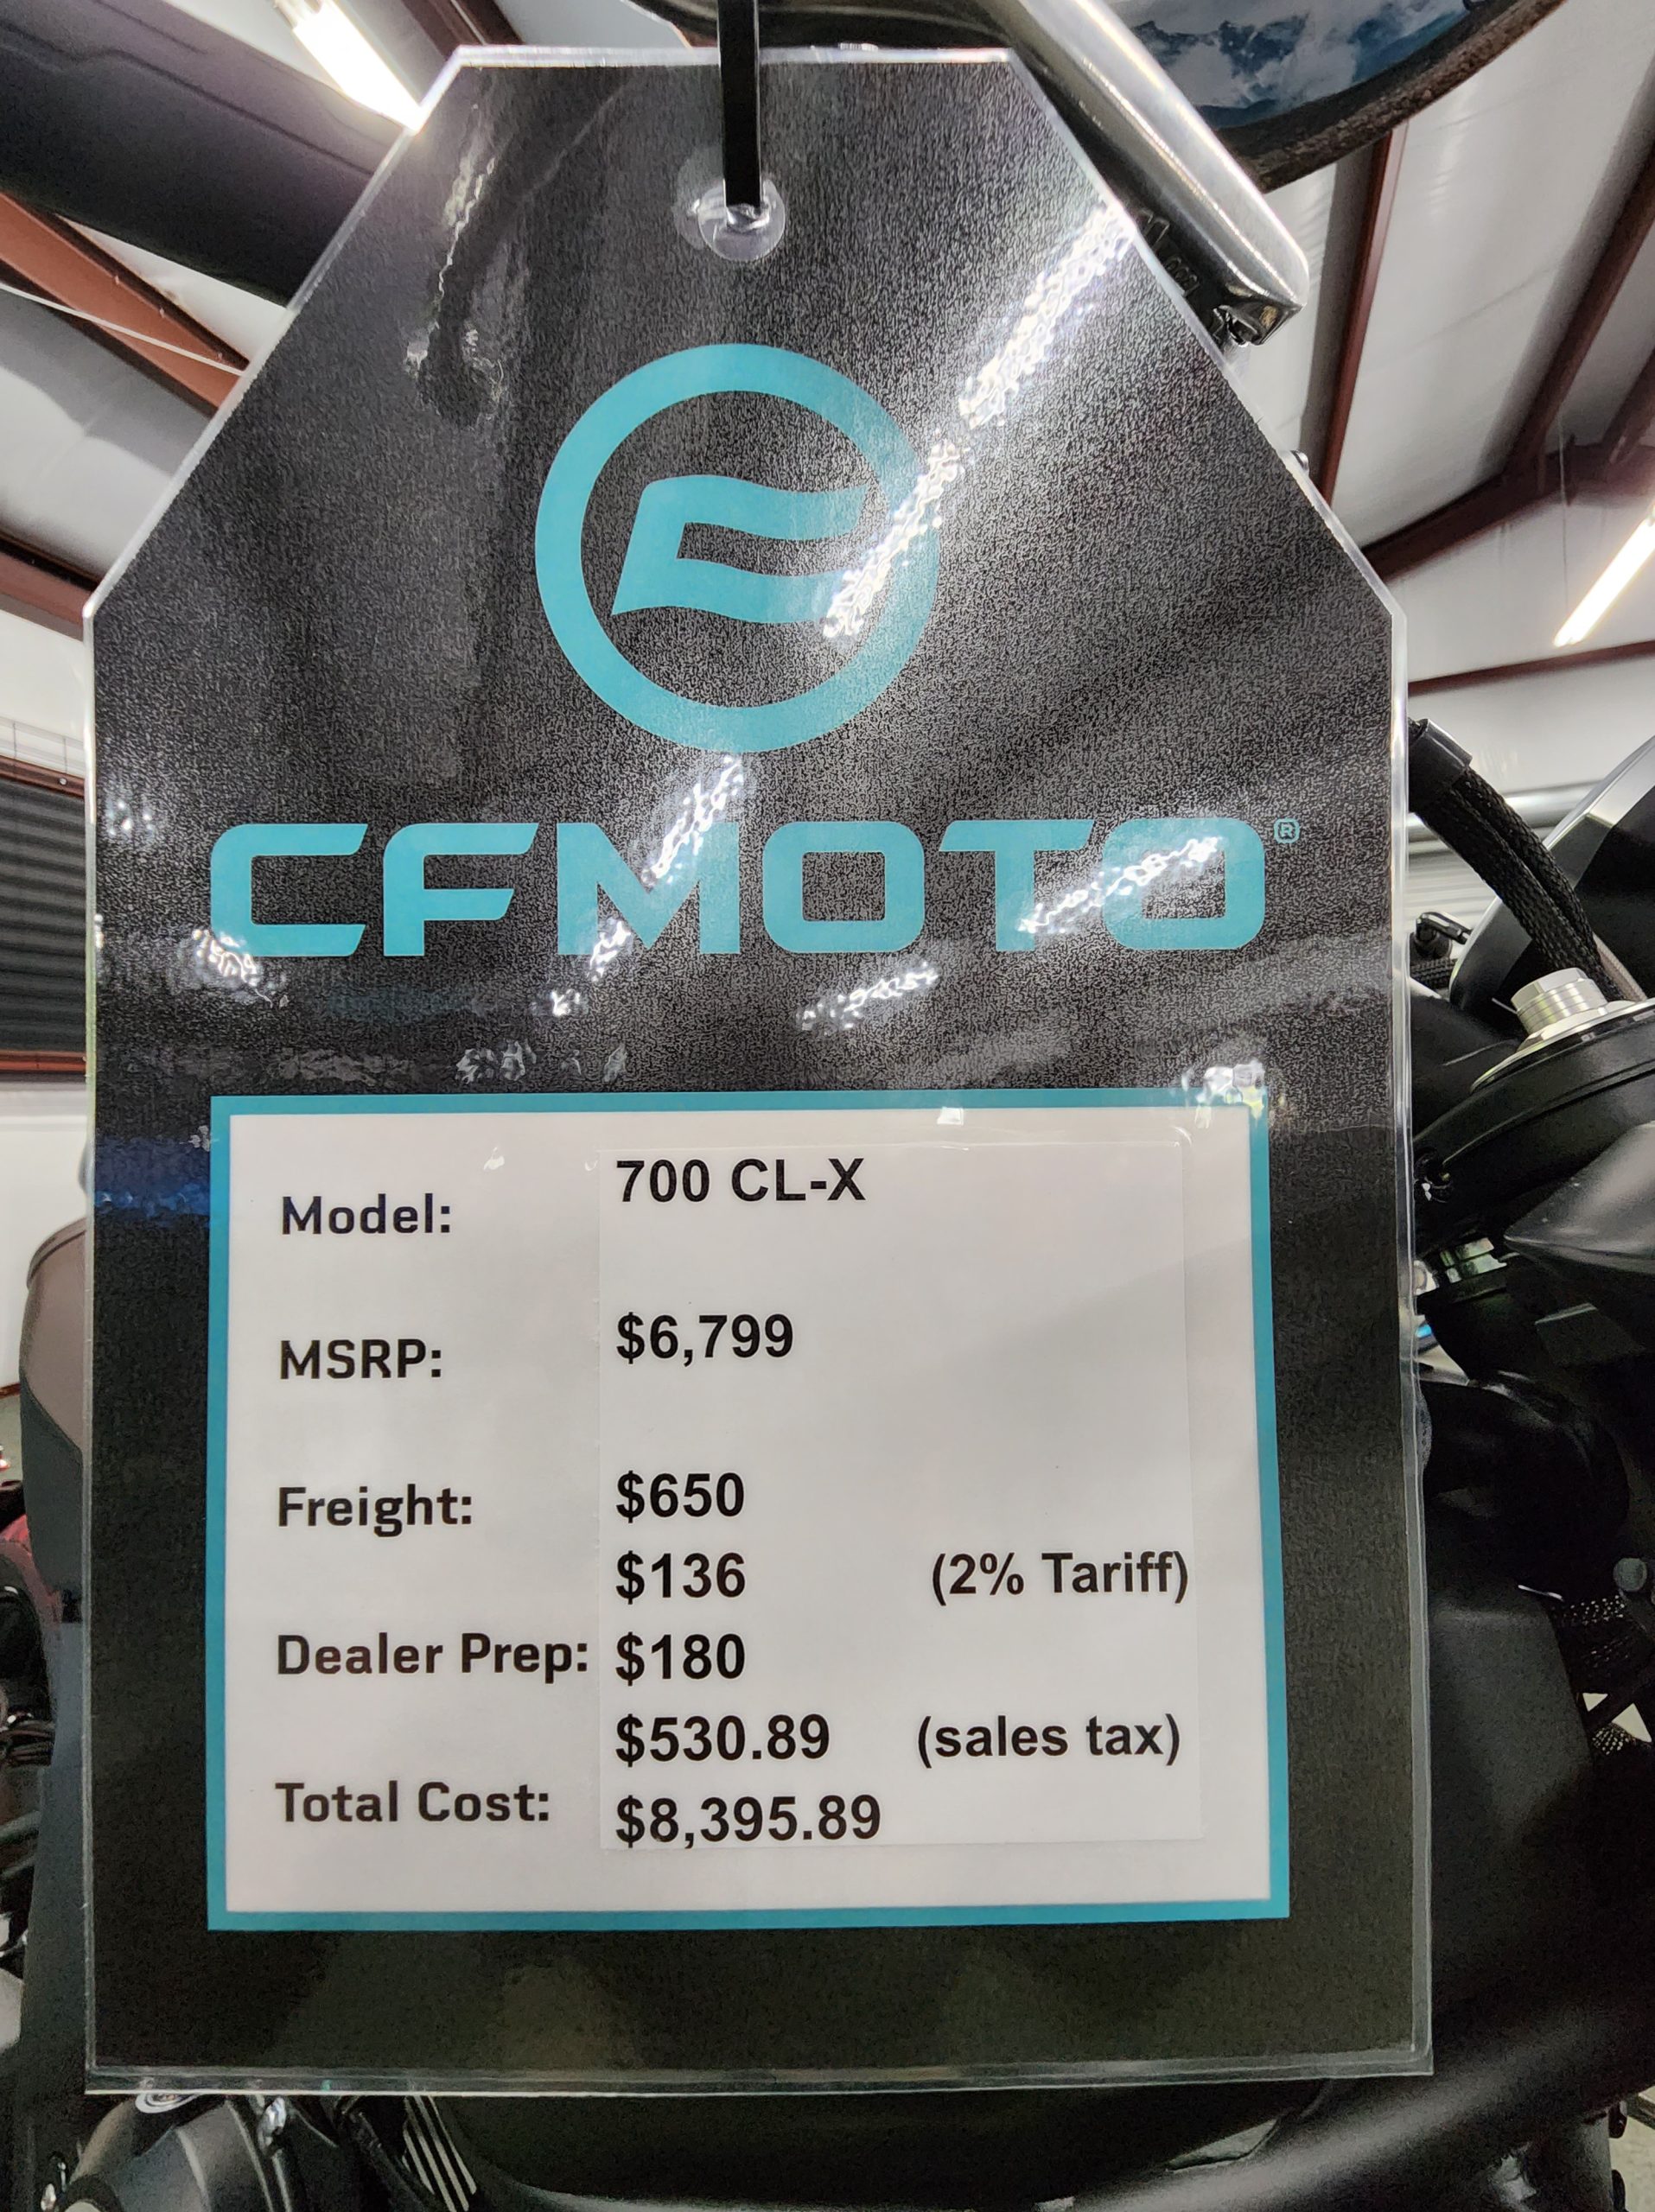 CFMOTO®
Model: 700 CL-X
MSRP: $6,799
Freight: $650
$136 (2% Tariff)
Dealer Prep: $180
$530.89 (sales tax)
Total Cost: $8,395.89